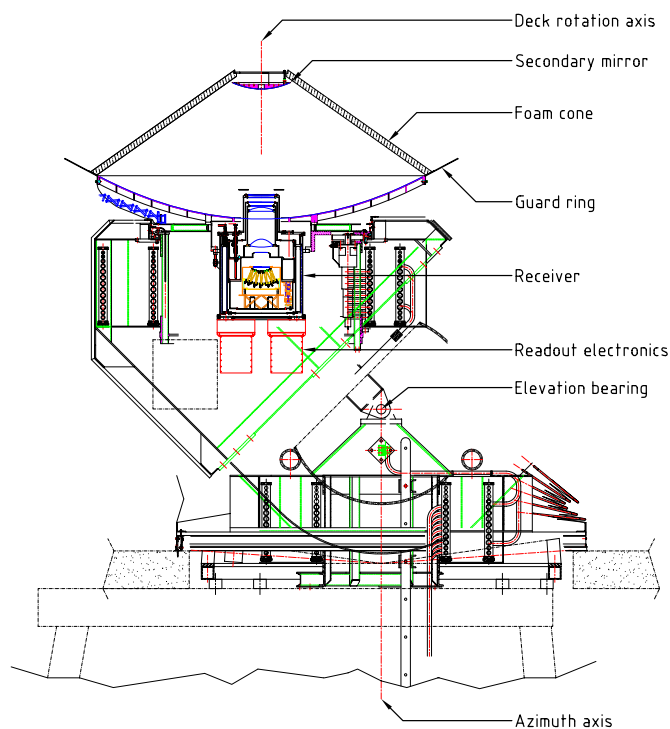 Deck rotation axis
Secondary mirror
Foam cone
Guard ring
Receiver
Readout electronics
Elevation bearing
Azimuth axis